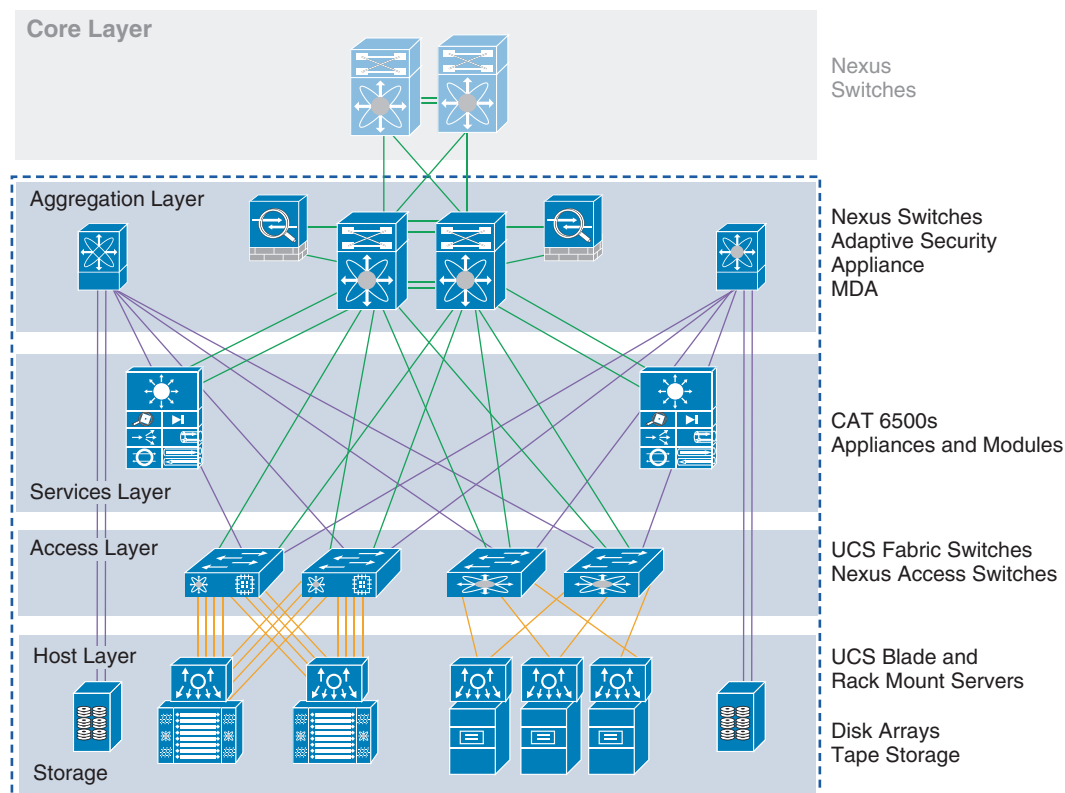 Core Layer
Nexus
Switches
Aggregation Layer
Nexus Switches
Adaptive Security
Appliance
MDA
CAT 6500s
Appliances and Modules
Services Layer
Access Layer
UCS Fabric Switches
Nexus Access Switches
Host Layer
UCS Blade and
Rack Mount Servers
Disk Arrays
Tape Storage
Storage